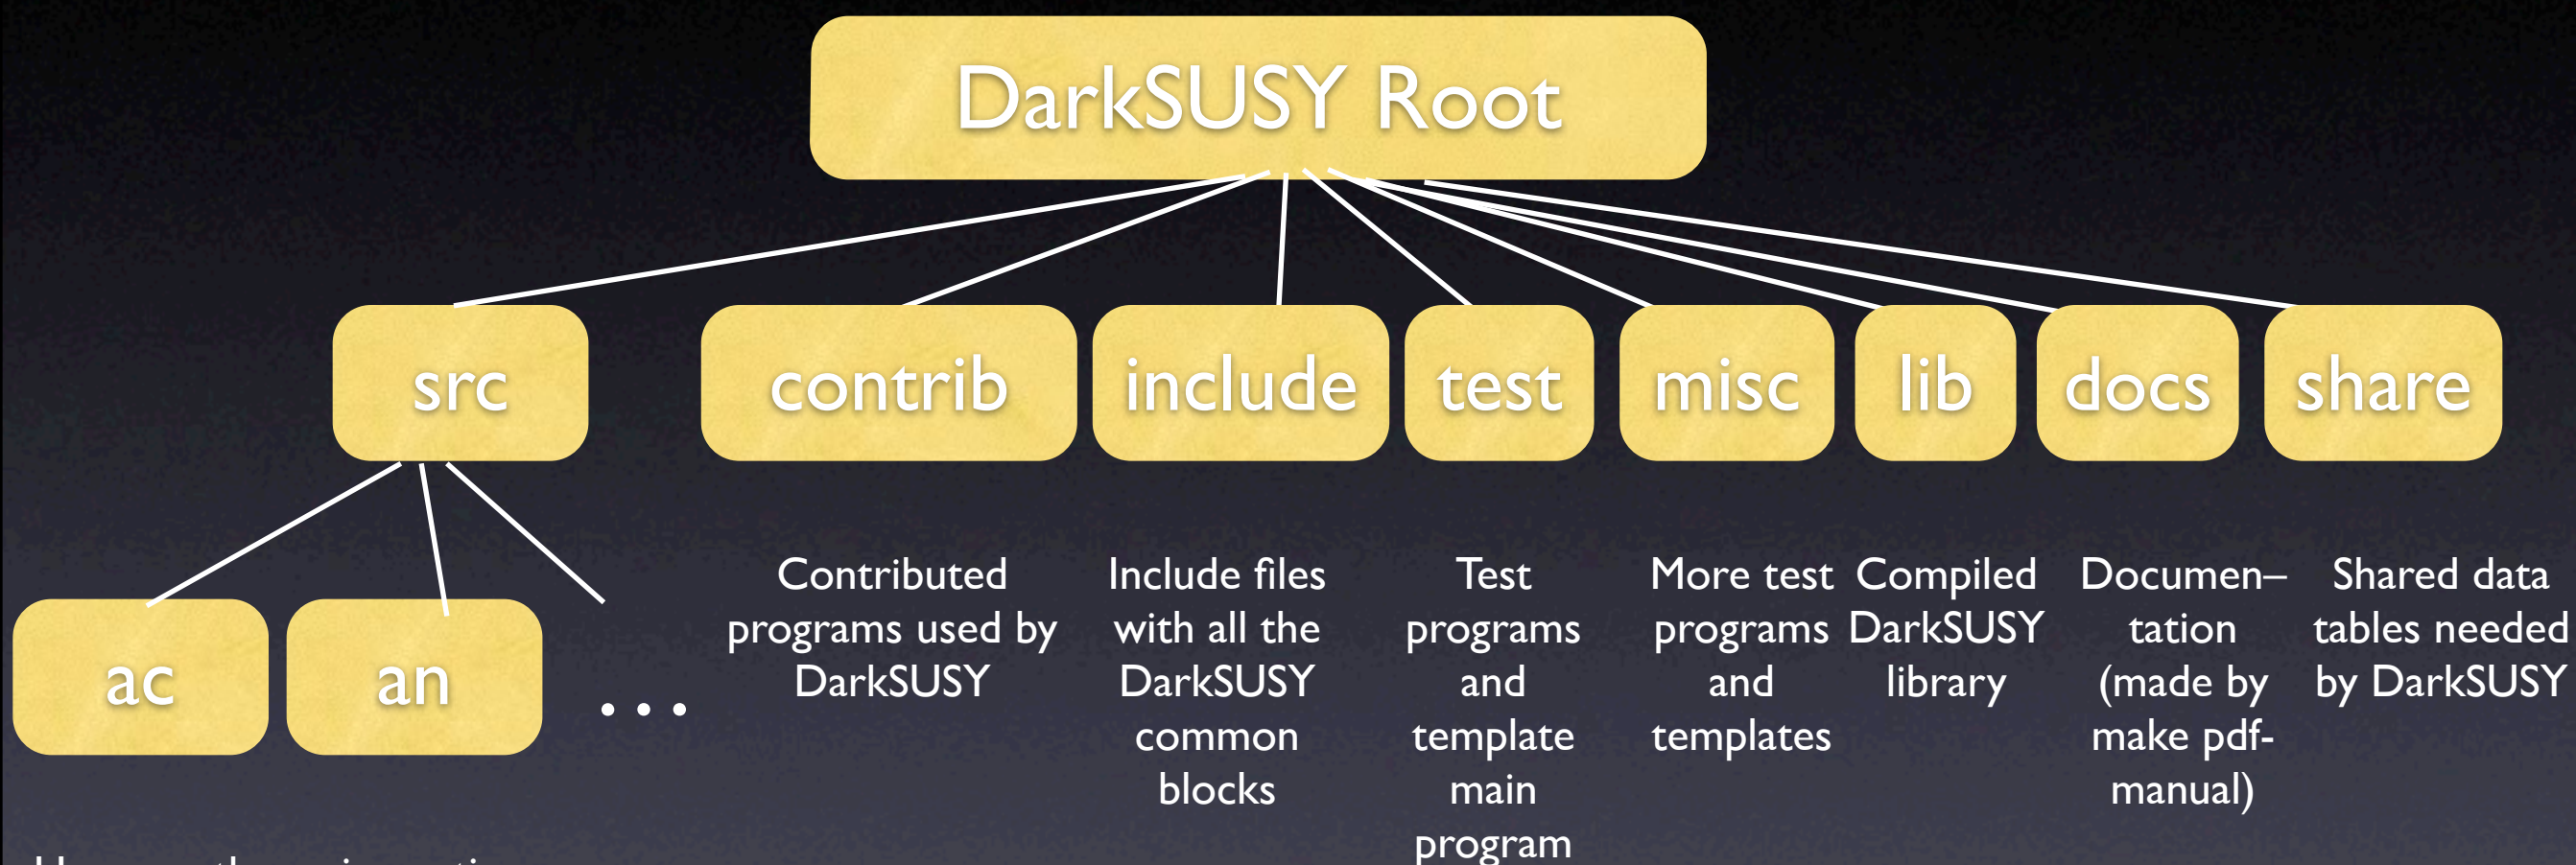 DarkSUSY Root
src
contrib
include
test
misc
lib
docs
share
ac
an
...
Contributed
programs used by
DarkSUSY
Include files
with all the
DarkSUSY
common
blocks
Test
programs
and
template
main
program
More test
programs
and
templates
Compiled
DarkSUSY
library
Documen–
tation
(made by
make pdf-
manual)
Shared data
tables needed
by DarkSUSY